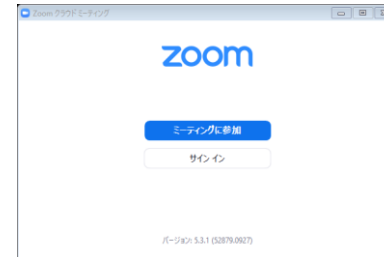 Zoom クラウド ミーティング
zoom
ミーティングに参加
サイン イン
バージョン: 5.3.1 (52879.0927)